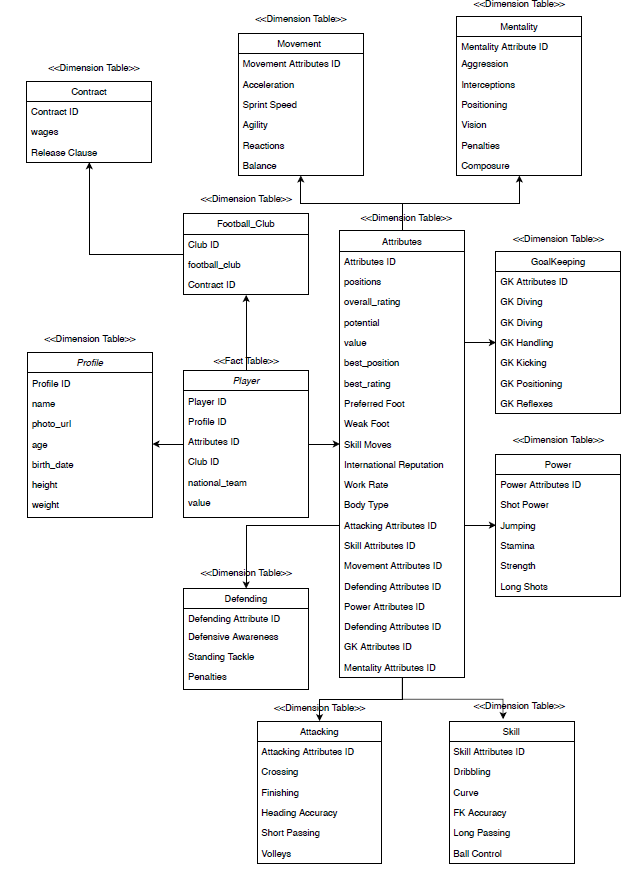 <<Dimension Table>>
Mentality
Mentality Attribute ID
Aggression
Interceptions
Positioning
Vision
Penalties
Composure
<<Dimension Table>>
Movement
Movement Attributes ID
Acceleration
Sprint Speed
Agility
Reactions
Balance
<<Dimension Table>>
Contract
Contract ID
wages
Release Clause
<<Dimension Table>>
Football_Club
Club ID
football_club
Contract ID
<<Dimension Table>>
Attributes
Attributes ID
positions
overall_rating
potential
value
best_position
best_rating
Preferred Foot
Weak Foot
Skill Moves
International Reputation
Work Rate
Body Type
Attacking Attributes ID
Skill Attributes ID
Movement Attributes ID
Defending Attributes ID
Power Attributes ID
Defending Attributes ID
GK Attributes ID
Mentality Attributes ID
<<Dimension Table>>
GoalKeeping
GK Attributes ID
GK Diving
GK Diving
GK Handling
GK Kicking
GK Positioning
GK Reflexes
<<Dimension Table>>
Profile
Profile ID
name
photo_url
age
birth_date
height
weight
<<Fact Table>>
Player
Player ID
Profile ID
Attributes ID
Club ID
national_team
value
<<Dimension Table>>
Power
Power Attributes ID
Shot Power
Jumping
Stamina
Strength
Long Shots
<<Dimension Table>>
Defending
Defending Attribute ID
Defensive Awareness
Standing Tackle
Penalties
<<Dimension Table>>
Attacking
Attacking Attributes ID
Crossing
Finishing
Heading Accuracy
Short Passing
Volleys
<<Dimension Table>>
Skill
Skill Attributes ID
Dribbling
Curve
FK Accuracy
Long Passing
Ball Control